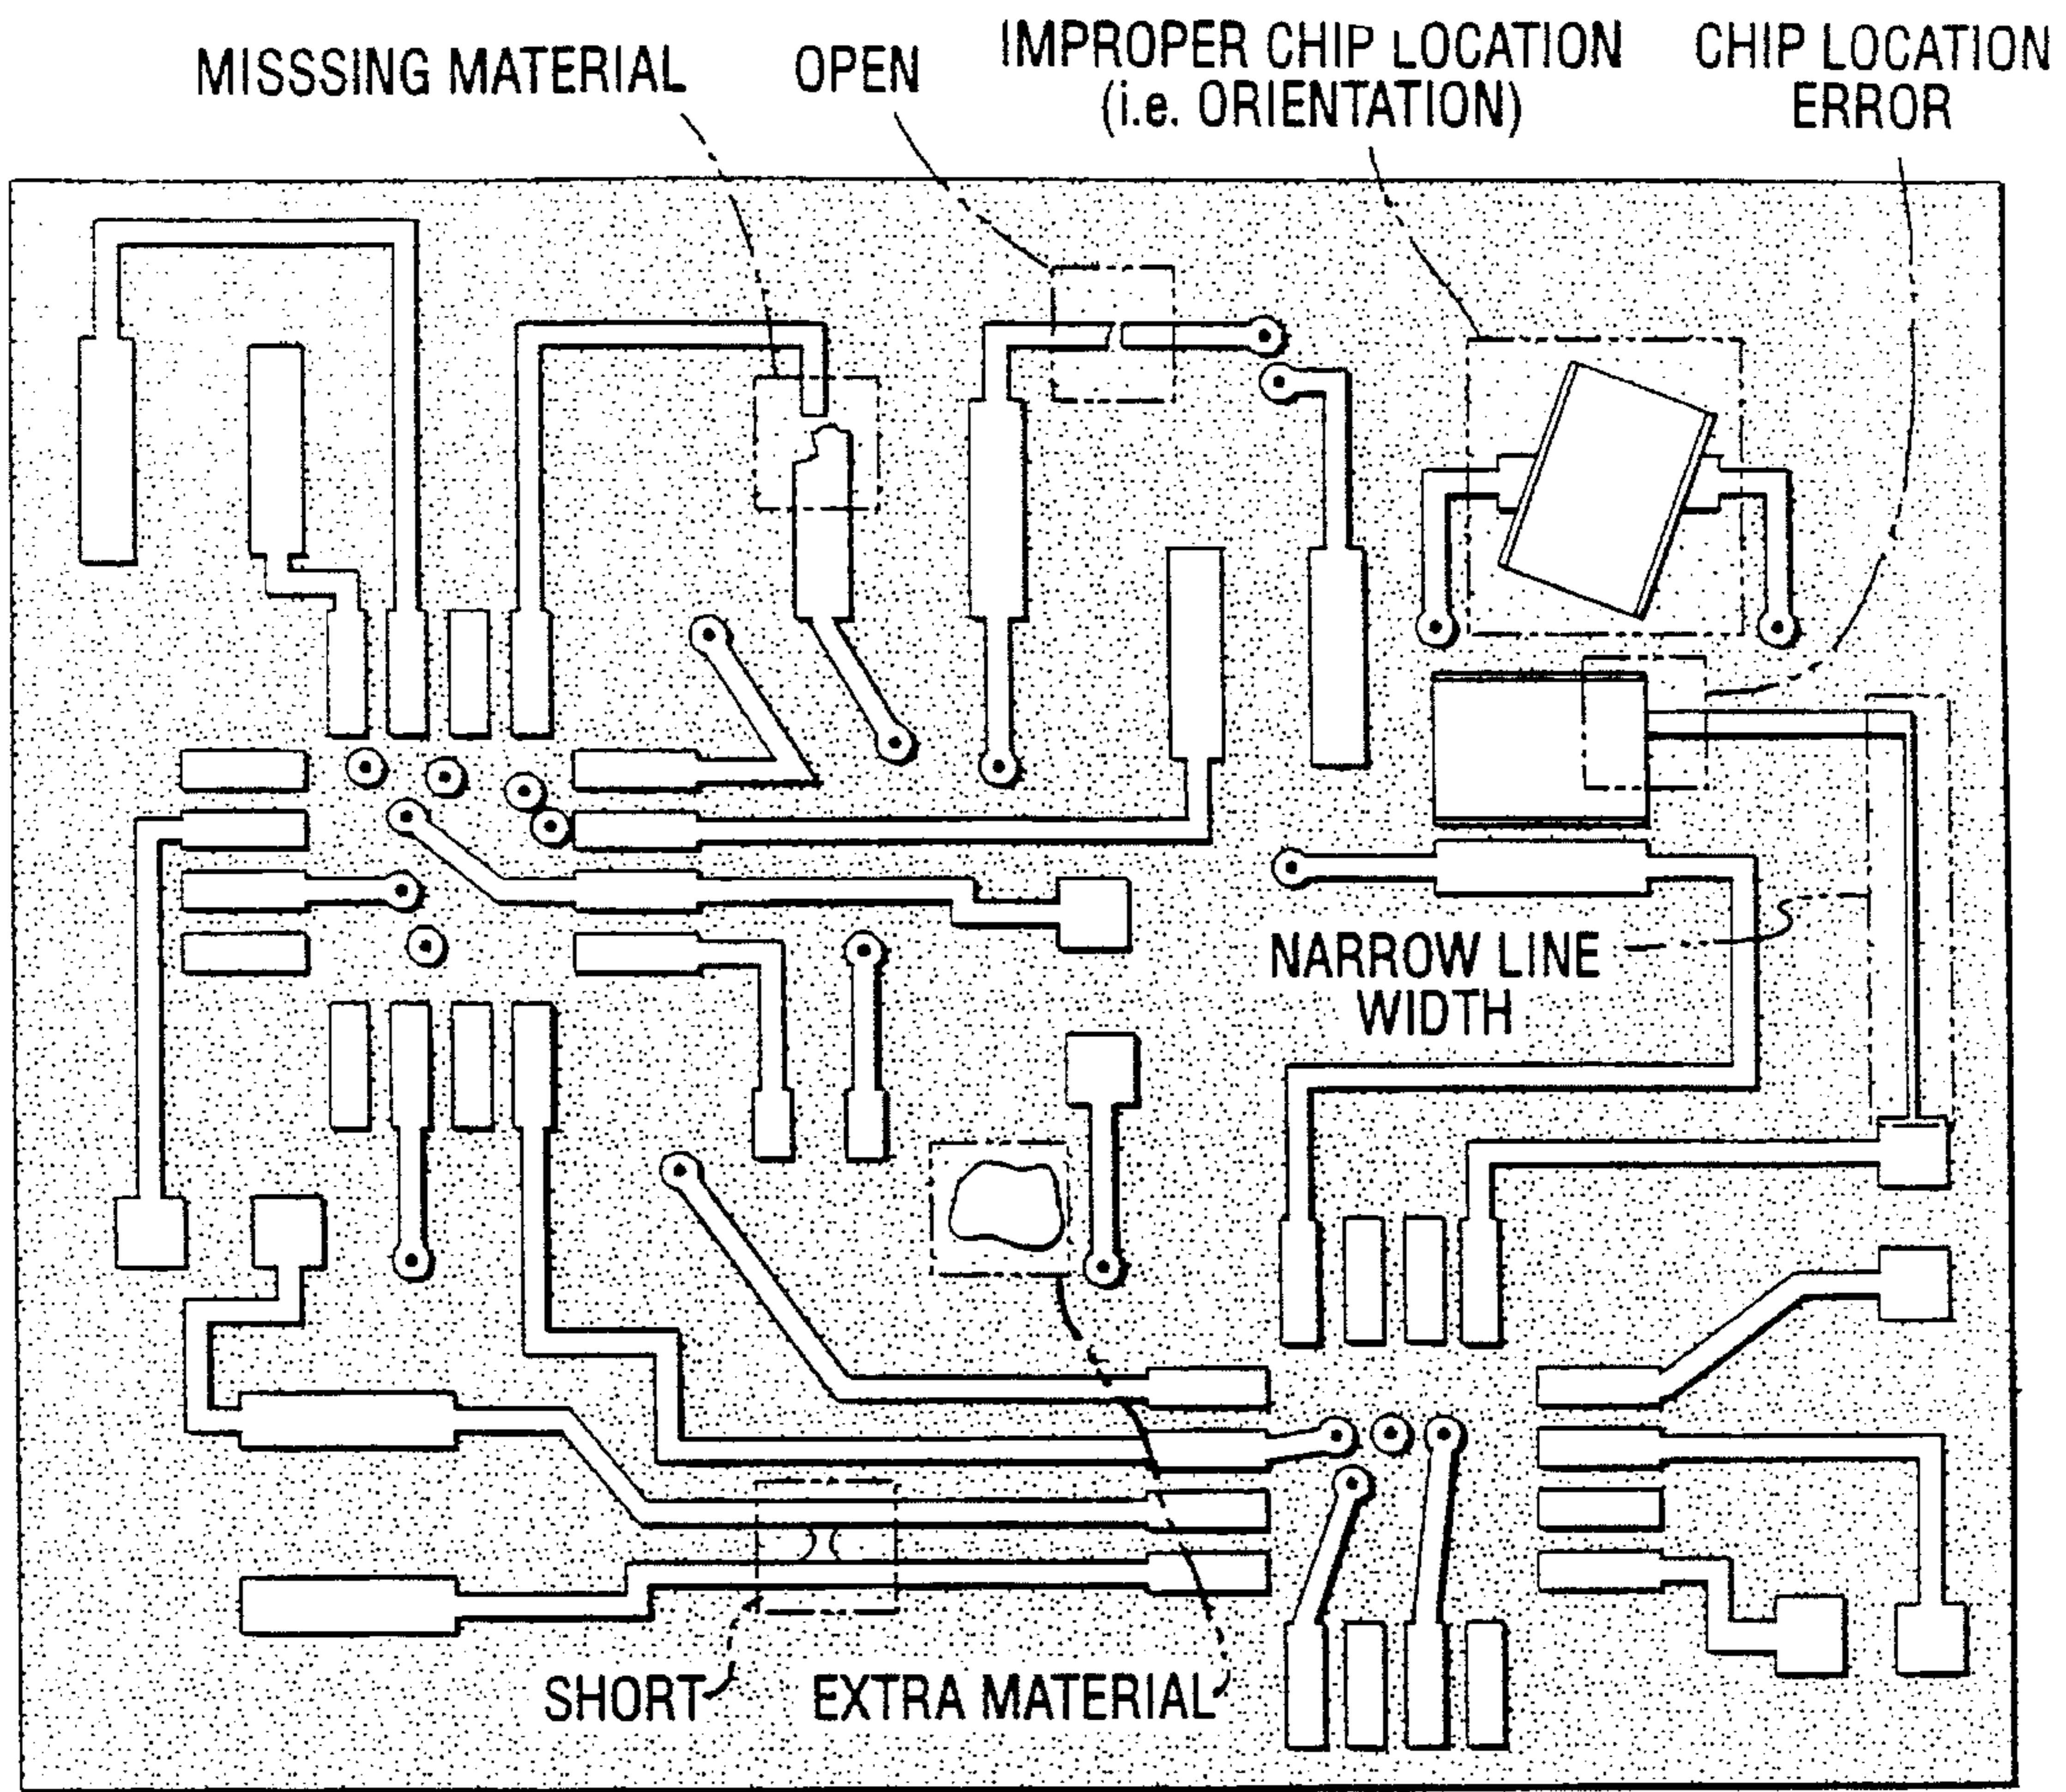 MISSSING MATERIAL
OPEN
IMPROPER CHIP LOCATION
(i.e. ORIENTATION)
CHIP LOCATION
ERROR
NARROW LINE
WIDTH
SHORT
EXTRA MATERIAL